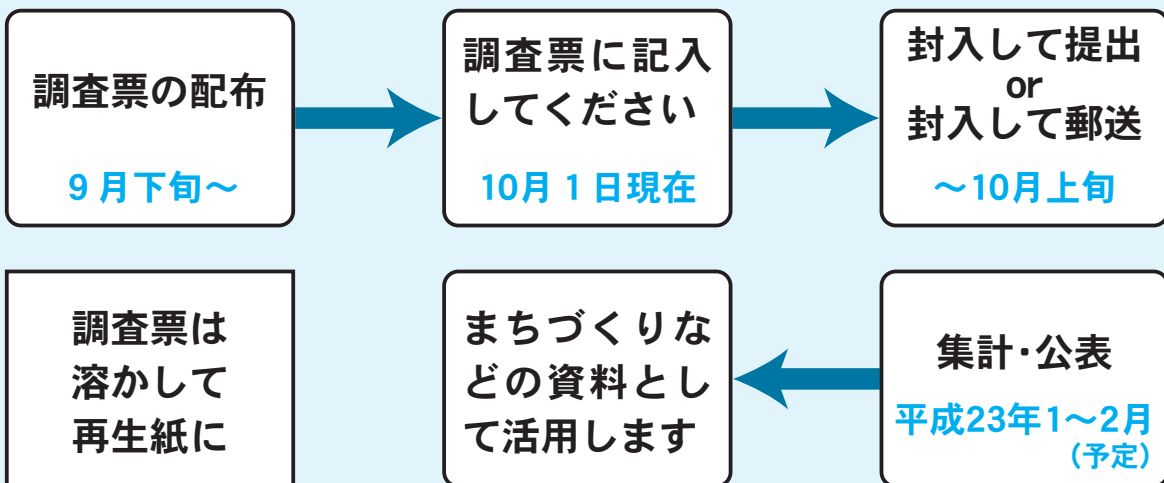 調査票の配布
9月下旬～
調査票に記入
してください
10月1日現在
封入して提出
or
封入して郵送
～10月上旬
調査票は
溶かして
再生紙に
まちづくりな
どの資料とし
て活用します
集計・公表
平成23年1～2月
（予定）